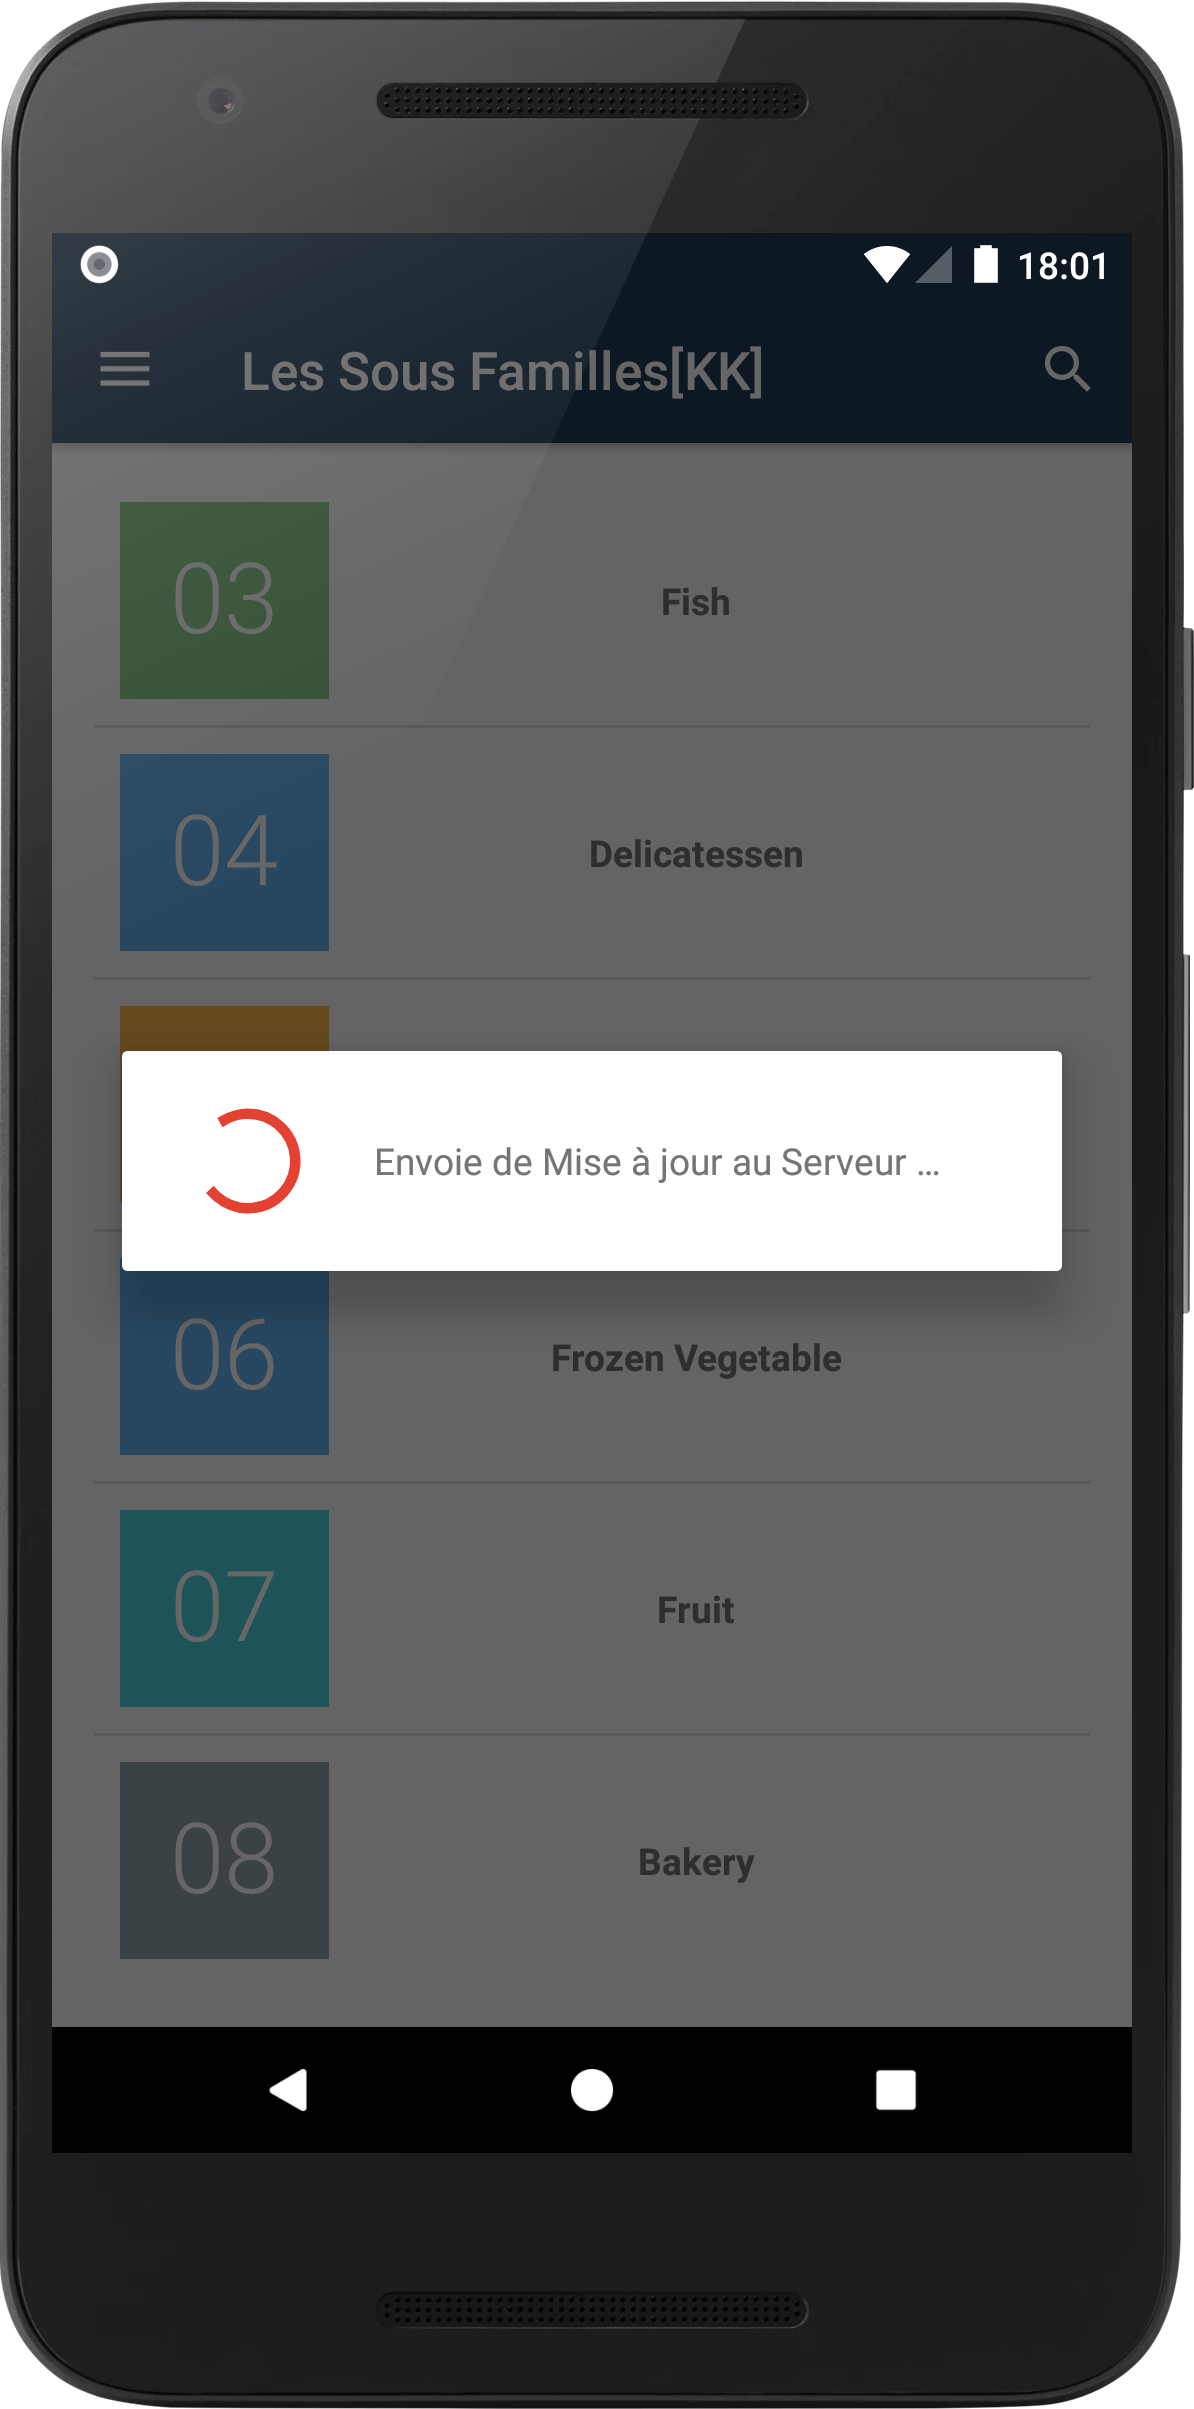 18:01
Les Sous Familles[KK]
03
Fish
04
Delicatessen
Envoie de Mise à jour au Serveur ...
06
Frozen Vegetable
07
Fruit
08
Bakery